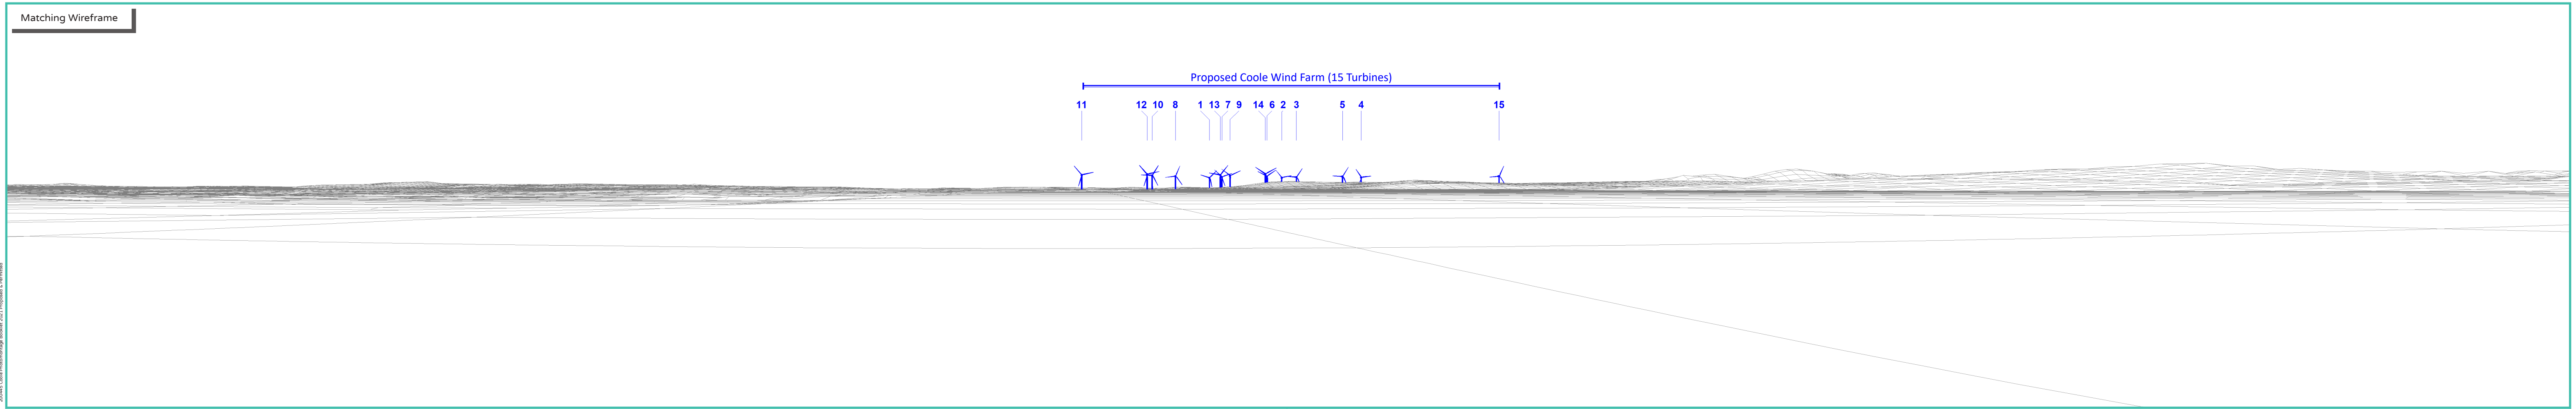 Matching Wireframe
Proposed Coole Wind Farm (15 Turbines)
11 12 10 8 1 13 7 9 14 6 2 3 5 4 15